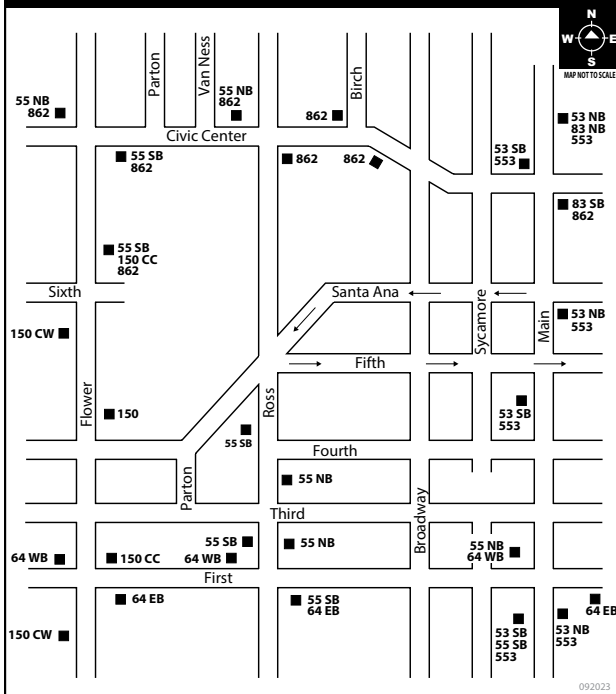 N
W E
S
MAP NOT TO SCALE
Parton
Van Ness
Birch
55 NB
862
55 NB
862
862
53 NB
83 NB
553
Civic Center
55 SB
862
862
862
53 SB
553
83 SB
862
55 SB
150 CC
862
Sixth
Santa Ana
Sycamore
Main
53 NB
553
150 CW
Fifth
Flower
Ross
150
53 SB
553
55 SB
Fourth
Parton
55 NB
Third
Broadway
64 WB
150 CC
55 SB
64 WB
55 NB
55 NB
64 WB
First
64 EB
55 SB
64 EB
64 EB
150 CW
53 SB
55 SB
553
53 NB
553
092023